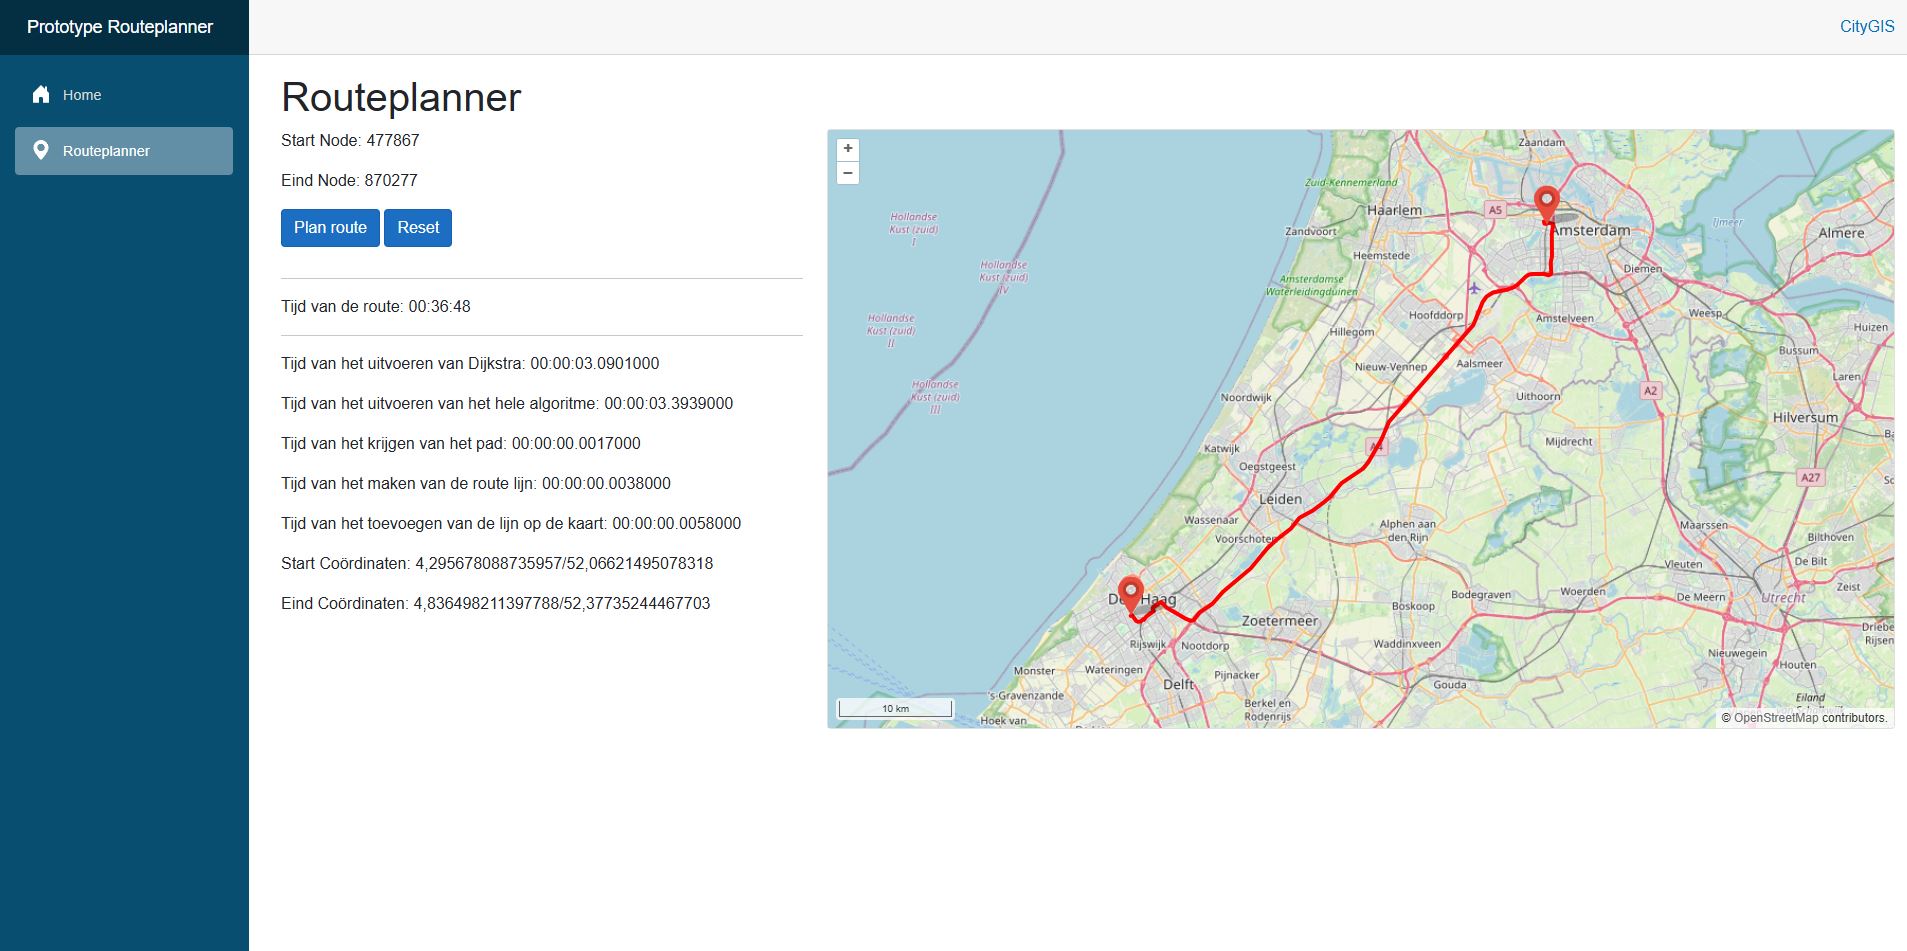 Prototype Routeplanner
CityGIS
Home
Routeplanner
Routeplanner
Start Node: 477867
Eind Node: 870277
Plan route
Reset
Tijd van de route: 00:36:48
Tijd van het uitvoeren van Dijkstra: 00:00:03.0901000
Tijd van het uitvoeren van het hele algoritme: 00:00:03.3939000
Tijd van het krijgen van het pad: 00:00:00.0017000
Tijd van het maken van de route lijn: 00:00:00.0038000
Tijd van het toevoegen van de lijn op de kaart: 00:00:00.0058000
Start Coördinaten: 4,295678088735957/52,06621495078318
Eind Coördinaten: 4,836498211397788/52,37735244467703
+
−
Zaandam
Zuid-Kennemerland
Haarlem
A5
Hollandse
Kust (zuid)
I
Zandvoort
Amsterdam
IJmeer
Almere
Heemstede
Hollandse
Kust (zuid)
IV
Diemen
Amsterdamse
Waterleidingduinen
Hoofddorp
Amstelveen
Weesp
Hollandse
Kust (zuid)
II
Hillegom
Huizen
Bussum
Nieuw-Vennep
Aalsmeer
Laren
Hollandse
Kust (zuid)
III
Noordwijk
Uithoorn
A2
Hilversum
Katwijk
A4
Mijdrecht
Oegstgeest
A27
Leiden
Wassenaar
Voorschoten
Alphen aan
den Rijn
Maarssen
Bilthoven
De Bilt
Vleuten
Zeist
Bodegraven
Woerden
De Meern
Utrecht
Boskoop
Zoetermeer
Rijswijk
Nootdorp
Waddinxveen
Nieuwegein
Houten
Monster
Wateringen
Delft
Pijnacker
Gouda
's-Gravenzande
Berkel en
Rodenrijs
Eiland
Hoek van
10 km
© OpenStreetMap contributors.